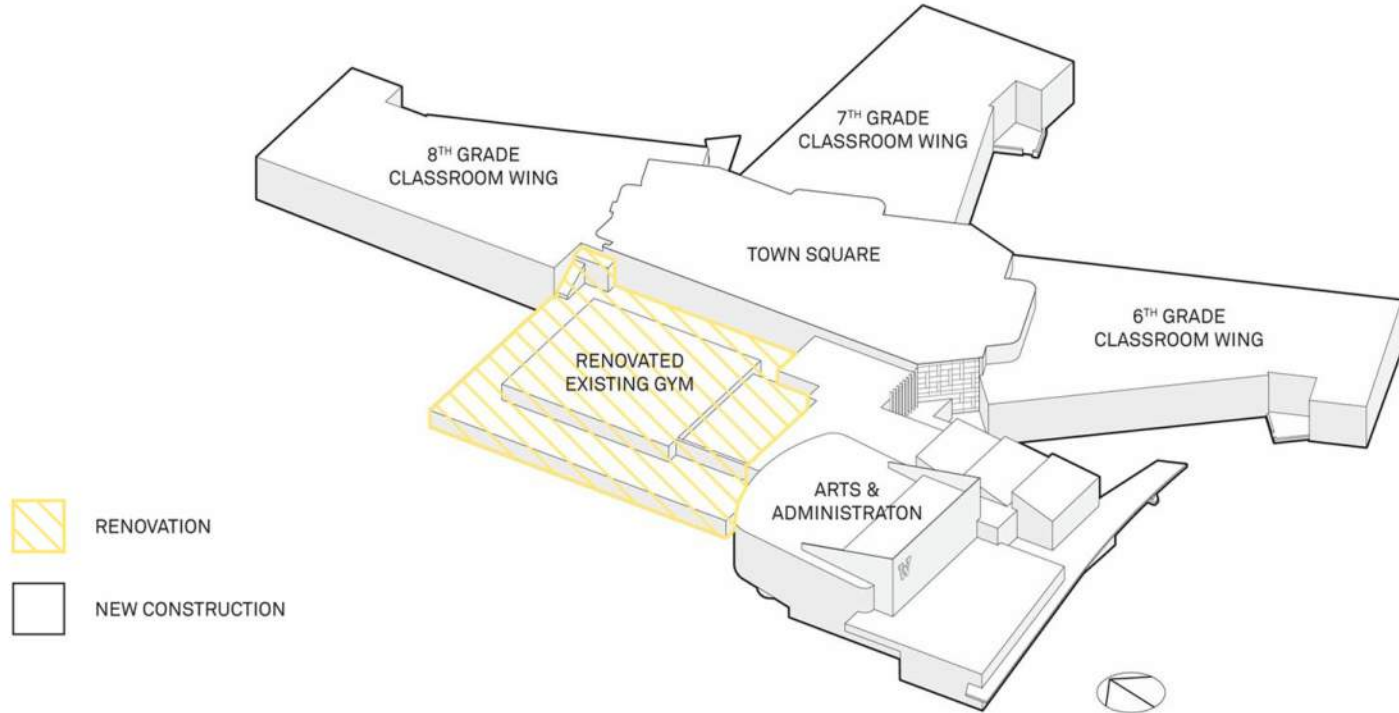 7TH GRADE
CLASSROOM WING
8TH GRADE
CLASSROOM WING
TOWN SQUARE
6TH GRADE
CLASSROOM WING
RENOVATED
EXISTING GYM
ARTS &
ADMINISTRATON
W
RENOVATION
NEW CONSTRUCTION